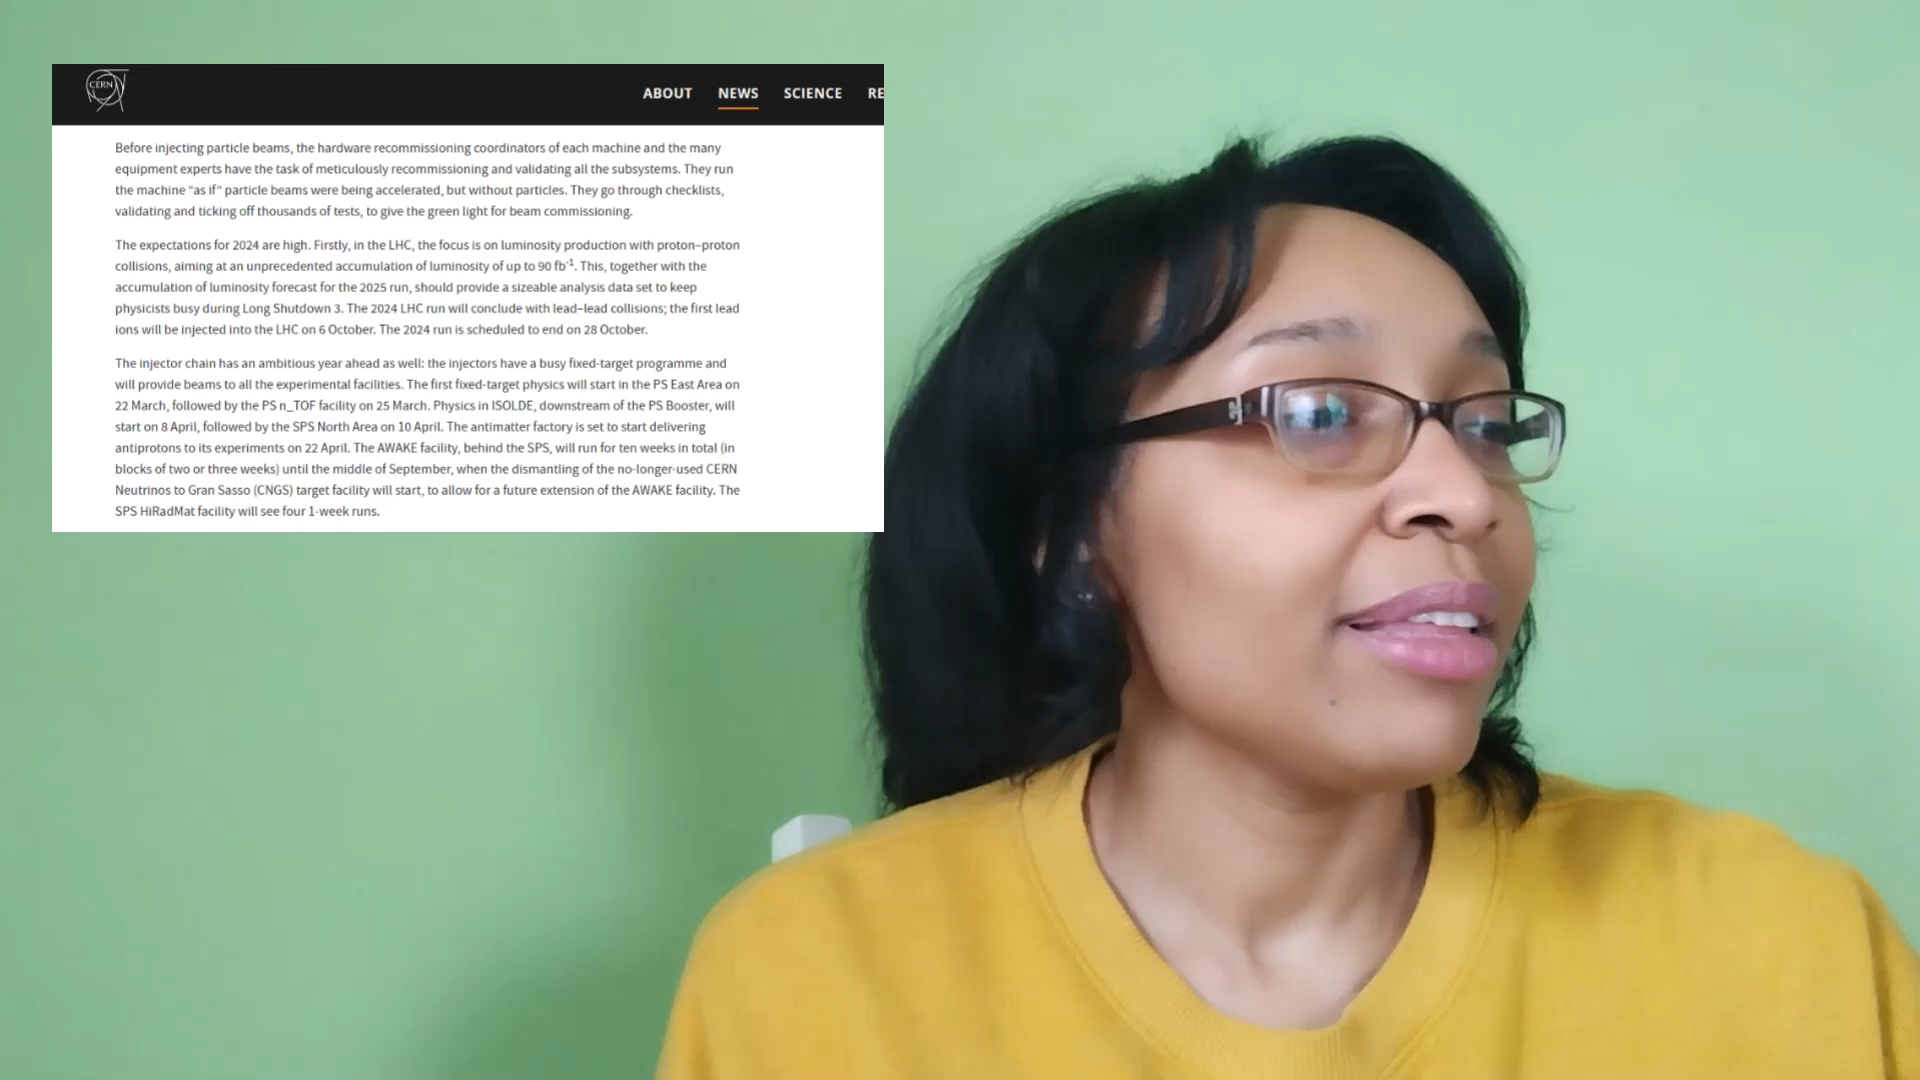 CERN
ABOUT NEWS SCIENCE RE
Before injecting particle beams, the hardware recommissioning coordinators of each machine and the many
equipment experts have the task of meticulously recommissioning and validating all the subsystems. They run
the machine “as if” particle beams were being accelerated, but without particles. They go through checklists,
validating and ticking off thousands of tests, to give the green light for beam commissioning.
The expectations for 2024 are high. Firstly, in the LHC, the focus is on luminosity production with proton–proton
collisions, aiming at an unprecedented accumulation of luminosity of up to 90 fb⁻¹. This, together with the
accumulation of luminosity forecast for the 2025 run, should provide a sizeable analysis data set to keep
physicists busy during Long Shutdown 3. The 2024 LHC run will conclude with lead–lead collisions; the first lead
ions will be injected into the LHC on 6 October. The 2024 run is scheduled to end on 28 October.
The injector chain has an ambitious year ahead as well: the injectors have a busy fixed-target programme and
will provide beams to all the experimental facilities. The first fixed-target physics will start in the PS East Area on
22 March, followed by the PS n_TOF facility on 25 March. Physics in ISOLDE, downstream of the PS Booster, will
start on 8 April, followed by the SPS North Area on 10 April. The antimatter factory is set to start delivering
antiprotons to its experiments on 22 April. The AWAKE facility, behind the SPS, will run for ten weeks in total (in
blocks of two or three weeks) until the middle of September, when the dismantling of the no-longer-used CERN
Neutrinos to Gran Sasso (CNGS) target facility will start, to allow for a future extension of the AWAKE facility. The
SPS HiRadMat facility will see four 1-week runs.